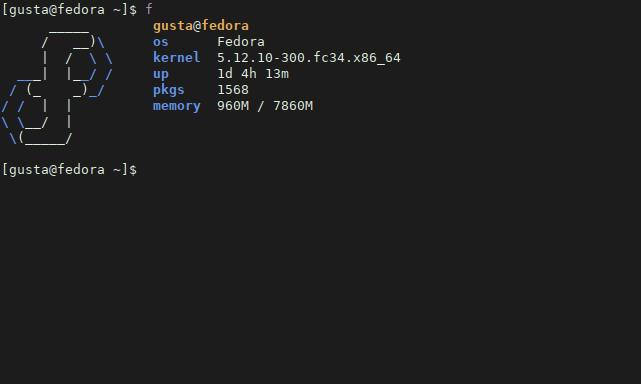 [gusta@fedora ~]$ f
gusta@fedora
os Fedora
kernel 5.12.10-300.fc34.x86_64
up 1d 4h 13m
pkgs 1568
memory 960M / 7860M
[gusta@fedora ~]$